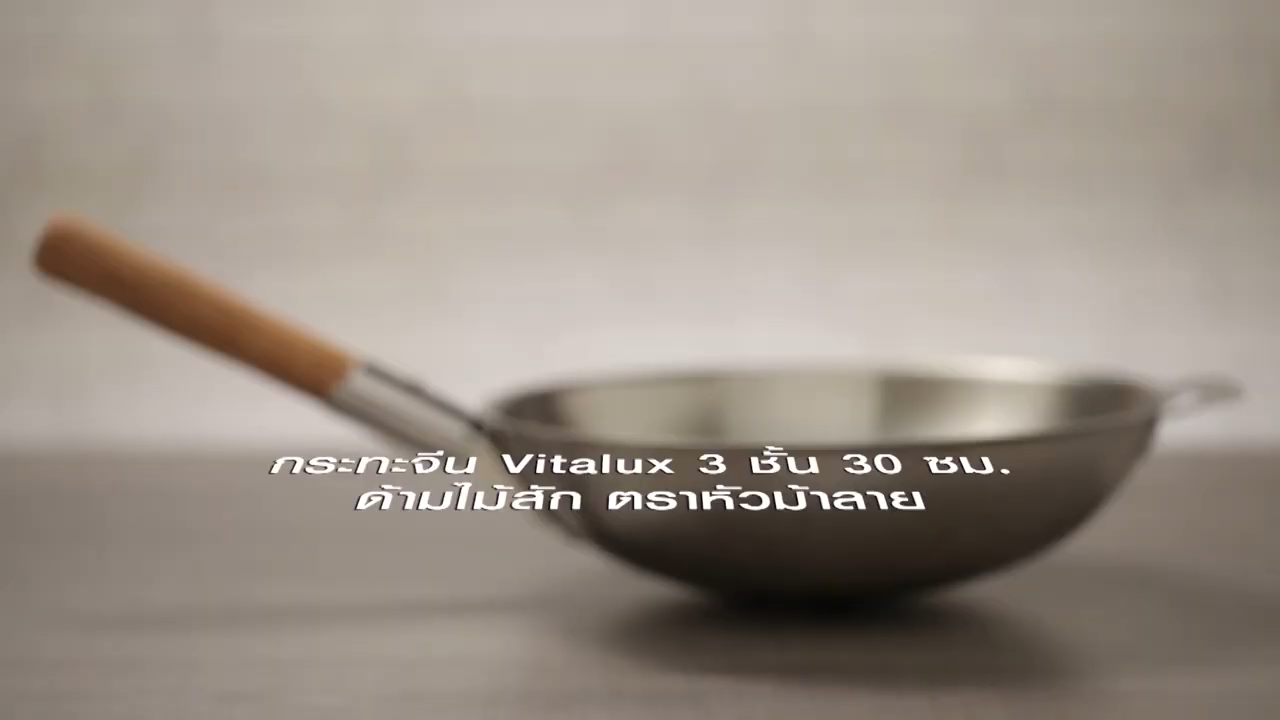 กระทะจีน Vitalux 3 ชั้น 30 ซม.
ด้ามไม้สัก ตราหัวม้าลาย